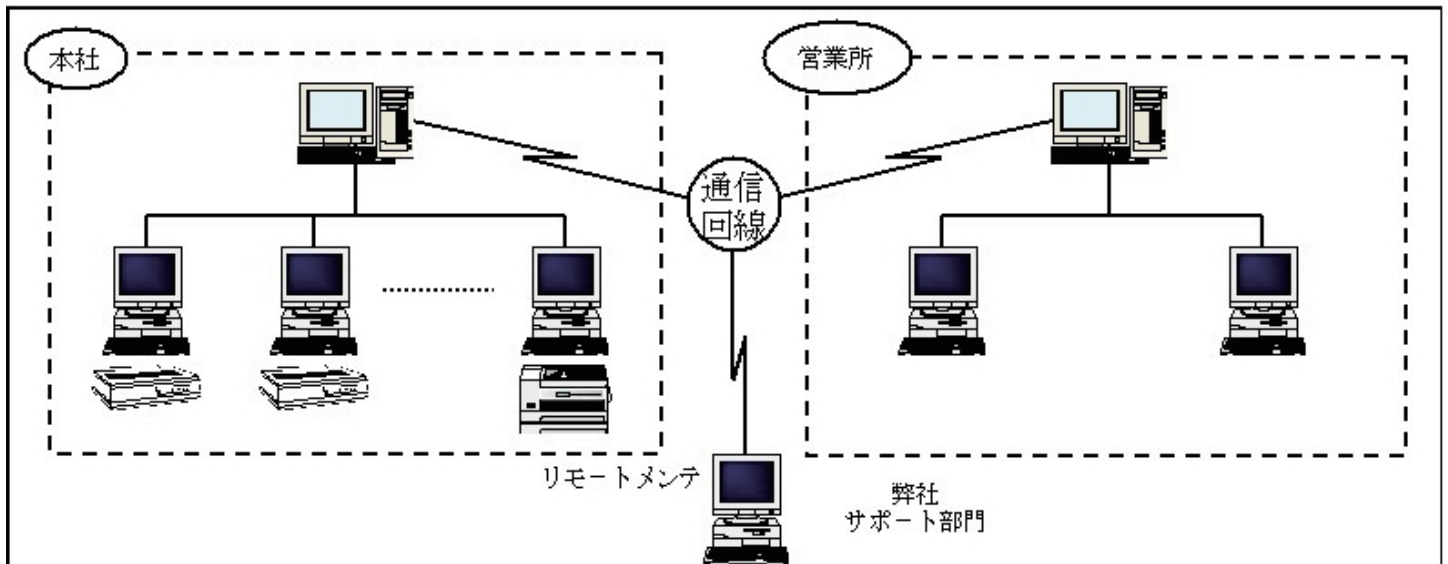 本社
営業所
通信
回線
リモートメンテ
弊社
サポート部門